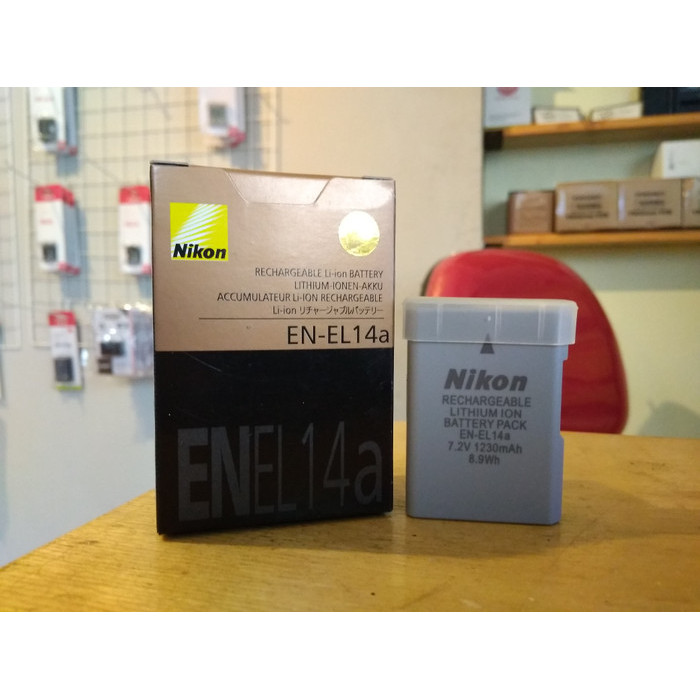 Nikon
RECHARGEABLE Li-ion BATTERY
LITHIUM-IONEN-AKKU
ACCUMULATEUR Li-ION RECHARGEABLE
Li-ion リチャージャブルバッテリー
EN-EL14a
ENEL14a
Nikon
RECHARGEABLE
LITHIUM ION
BATTERY PACK
EN-EL14a
7.2V 1230mAh
8.9Wh